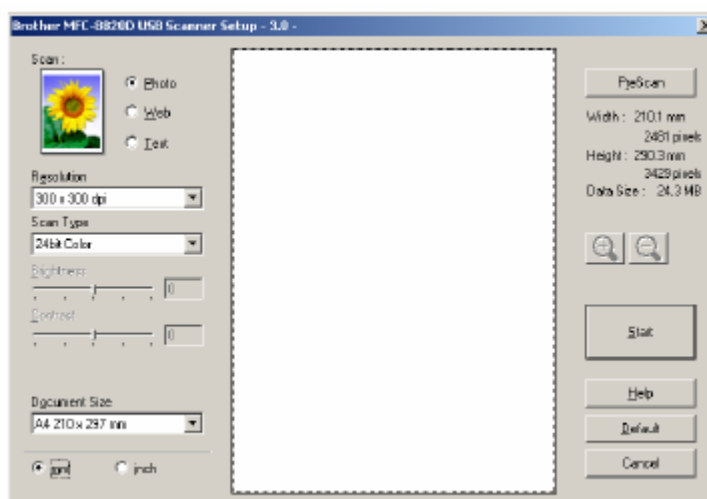 Brother MFC-8820D USB Scanner Setup - 3.0 -
Scan :
Photo
Web
Text
Resolution
300 x 300 dpi
Scan Type
24bit Color
Brightness
0
Contrast
0
Document Size
A4 210 x 297 mm
mm
inch
PreScan
Width : 210.1 mm
2481 pixels
Height : 290.3 mm
3429 pixels
Data Size : 24.3 MB
Start
Help
Default
Cancel